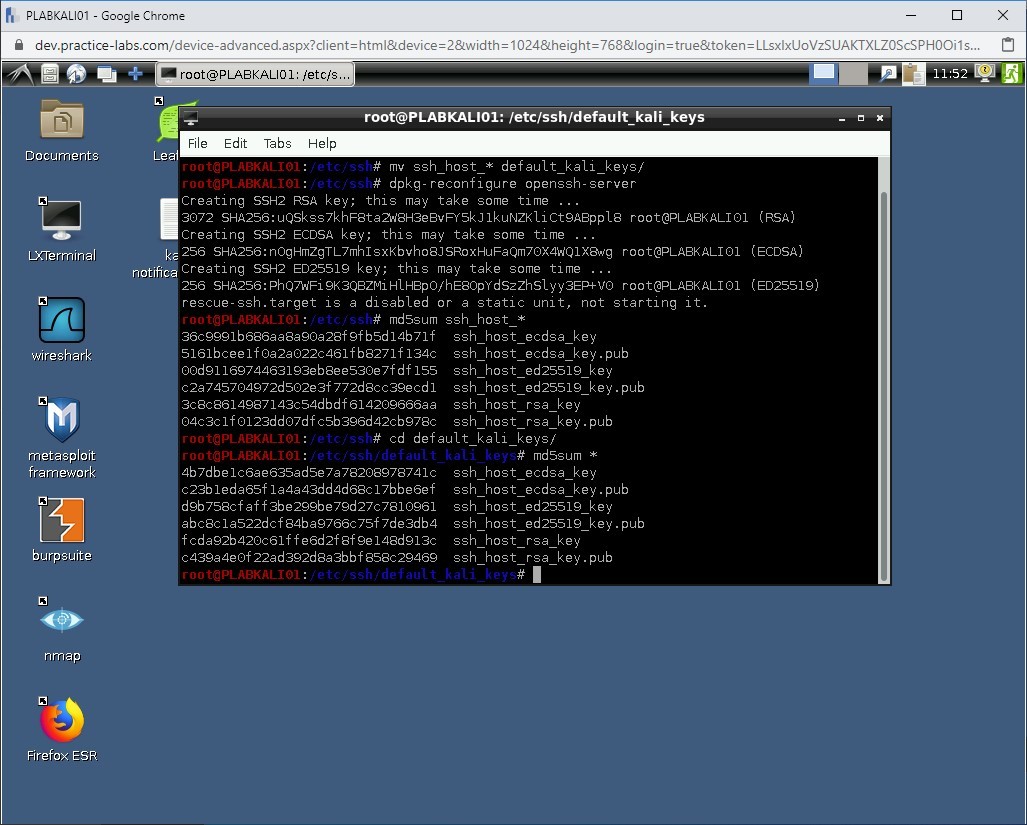 PLABKALI01 - Google Chrome
dev.practice-labs.com/device-advanced.aspx?client=html&device=2&width=1024&height=768&login=true&token=LLsxIxUoVzSUAKTXLZ0ScSPH0Oi1s...
root@PLABKALI01: /etc/s...
11:52
Documents
Leaf
LXTerminal
ka
notifica
wireshark
metasploit
framework
burpsuite
nmap
Firefox ESR
root@PLABKALI01: /etc/ssh/default_kali_keys
File Edit Tabs Help
root@PLABKALI01:/etc/ssh# mv ssh_host_* default_kali_keys/
root@PLABKALI01:/etc/ssh# dpkg-reconfigure openssh-server
Creating SSH2 RSA key; this may take some time ...
3072 SHA256:uQSkss7khF8ta2W8H3eBvFY5kJ1kuNZKliCt9ABppl8 root@PLABKALI01 (RSA)
Creating SSH2 ECDSA key; this may take some time ...
256 SHA256:nOgHmZgTL7mhIsxKbvho8JSRoxHuFaQm70X4WQ1X8wg root@PLABKALI01 (ECDSA)
Creating SSH2 ED25519 key; this may take some time ...
256 SHA256:PhQ7WFi9K3QBZMiHlHBpO/hE8OpYdSzZhSlyy3EP+V0 root@PLABKALI01 (ED25519)
rescue-ssh.target is a disabled or a static unit, not starting it.
root@PLABKALI01:/etc/ssh# md5sum ssh_host_*
36c9991b686aa8a90a28f9fb5d14b71f ssh_host_ecdsa_key
5161bcee1f0a2a022c461fb8271f134c ssh_host_ecdsa_key.pub
00d9116974463193eb8ee530e7fdf155 ssh_host_ed25519_key
c2a745704972d502e3f772d8cc39ecd1 ssh_host_ed25519_key.pub
3c8c8614987143c54dbdf614209666aa ssh_host_rsa_key
04c3c1f0123dd07dfc5b396d42cb978c ssh_host_rsa_key.pub
root@PLABKALI01:/etc/ssh# cd default_kali_keys/
root@PLABKALI01:/etc/ssh/default_kali_keys# md5sum *
4b7dbe1c6ae635ad5e7a78208978741c ssh_host_ecdsa_key
c23b1eda65f1a4a43dd4d68c17bbe6ef ssh_host_ecdsa_key.pub
d9b758cfaff3be299be79d27c7810961 ssh_host_ed25519_key
abc8c1a522dcf84ba9766c75f7de3db4 ssh_host_ed25519_key.pub
fcda92b420c61ffe6d2f8f9e148d913c ssh_host_rsa_key
c439a4e0f22ad392d8a3bbf858c29469 ssh_host_rsa_key.pub
root@PLABKALI01:/etc/ssh/default_kali_keys#